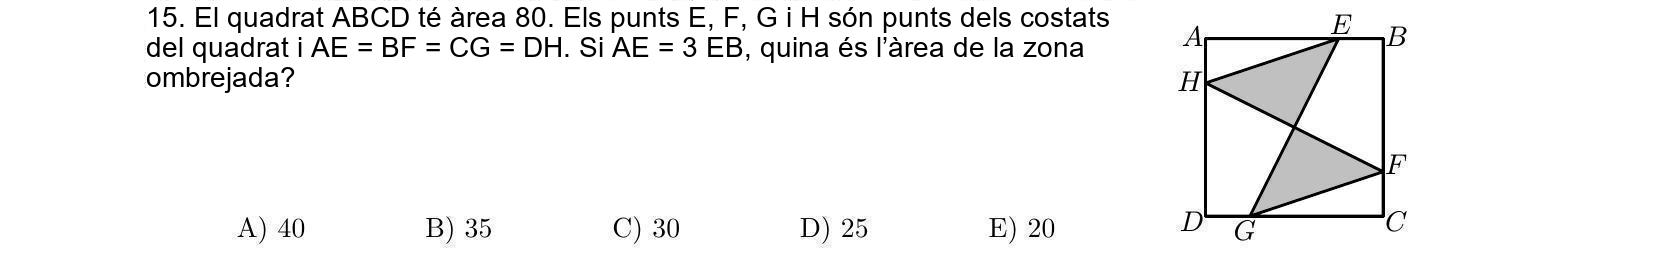 15. El quadrat ABCD té àrea 80. Els punts E, F, G i H són punts dels costats
del quadrat i AE = BF = CG = DH. Si AE = 3 EB, quina és l’àrea de la zona
ombrejada?
A E B
H
F
D G C
A) 40 B) 35 C) 30 D) 25 E) 20